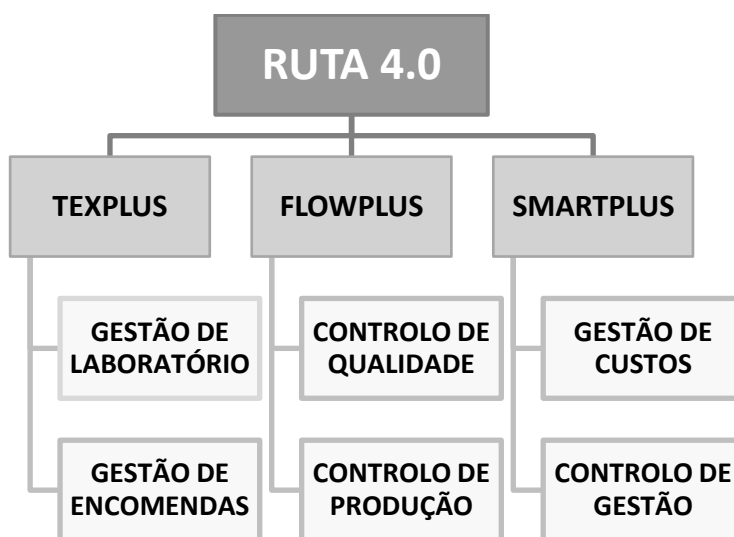 RUTA 4.0
TEXPLUS
FLOWPLUS
SMARTPLUS
GESTÃO DE
LABORATÓRIO
CONTROLO DE
QUALIDADE
GESTÃO DE
CUSTOS
GESTÃO DE
ENCOMENDAS
CONTROLO DE
PRODUÇÃO
CONTROLO DE
GESTÃO